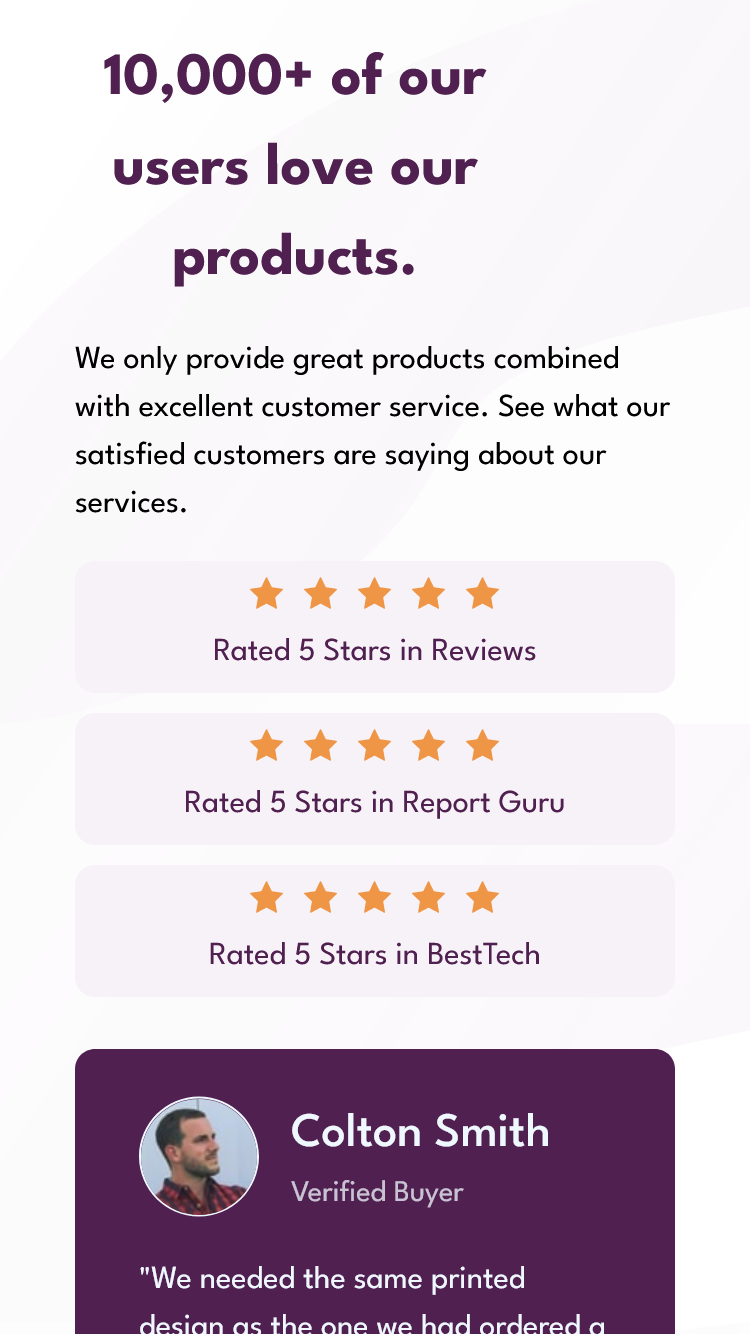 10,000+ of our
users love our
products.
We only provide great products combined
with excellent customer service. See what our
satisfied customers are saying about our
services.
Rated 5 Stars in Reviews
Rated 5 Stars in Report Guru
Rated 5 Stars in BestTech
Colton Smith
Verified Buyer
"We needed the same printed
design as the one we had ordered a